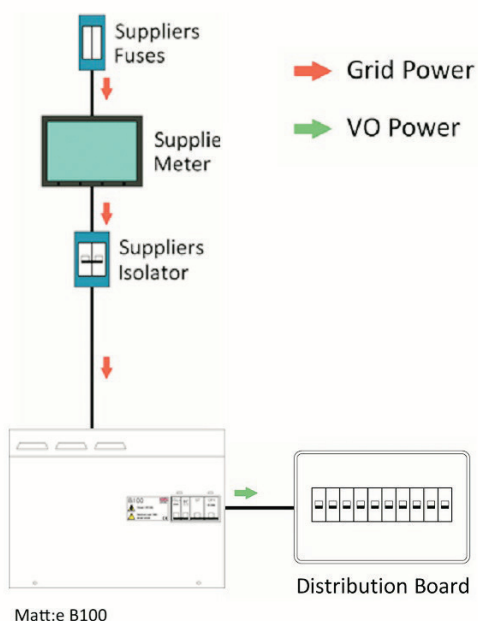 Suppliers
Fuses
Grid Power
VO Power
Supplie
Meter
Suppliers
Isolator
B100
Distribution Board
Matt:e B100